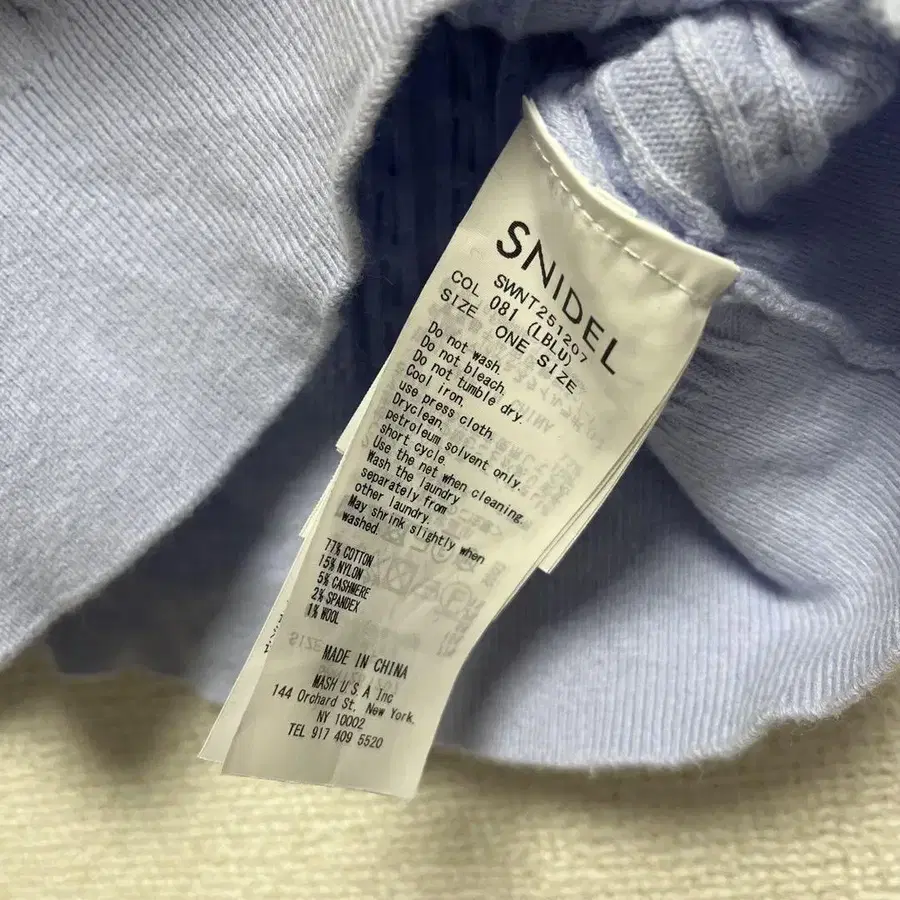 SNIDEL
SWNT251207
COL 081 (LBLU)
SIZE ONE SIZE
Do not wash.
Do not bleach.
Do not tumble dry.
Cool iron.
use press cloth.
Dryclean.
petroleum solvent only.
short cycle.
Use the net when cleaning.
Wash the laundry
separately from
other laundry.
May shrink slightly when
washed.
77% COTTON
15% NYLON
5% CASHMERE
2% SPANDEX
1% WOOL
MADE IN CHINA
MASH U S A Inc
144 Orchard St, New York.
NY 10002
TEL 917 409 5520